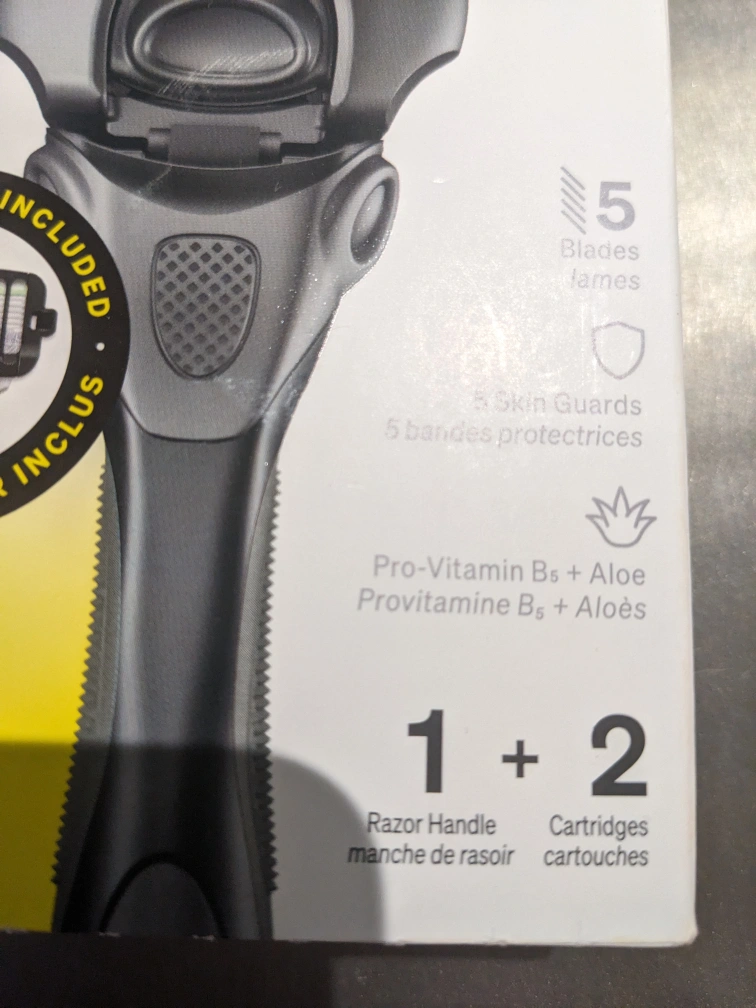 INCLUDED
INCLUS
5
Blades
lames
5 Skin Guards
5 bandes protectrices
Pro-Vitamin B₅ + Aloe
Provitamine B₅ + Aloès
1 + 2
Razor Handle Cartridges
manche de rasoir cartouches